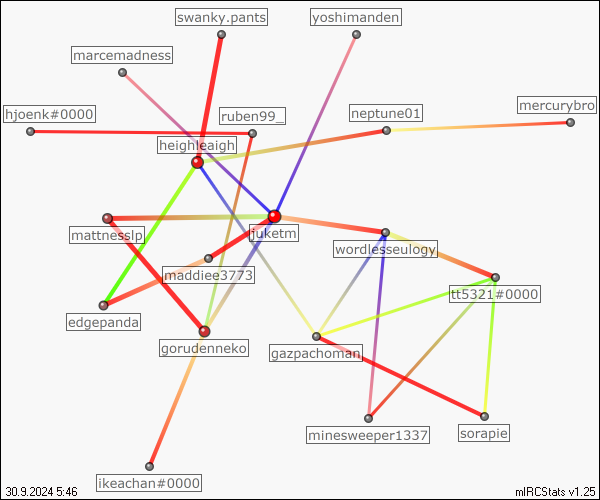 swanky.pants
yoshimanden
marcemadness
hjoenk#0000
ruben99_
neptune01
mercurybro
heighleaigh
mattnesslp
juketm
wordlesseulogy
maddiee3773
tt5321#0000
edgepanda
gorudenneko
gazpachoman
minesweeper1337
sorapie
ikeachan#0000
30.9.2024 5:46
mIRCStats v1.25